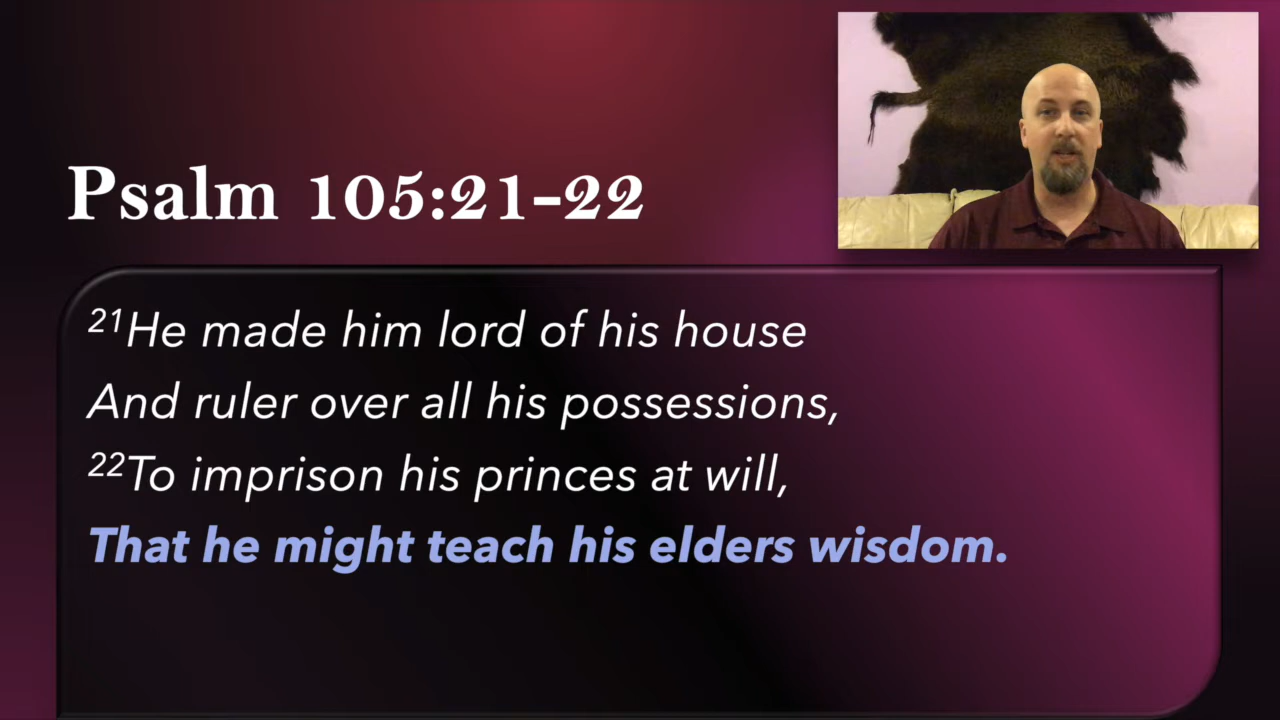 Psalm 105:21-22
21He made him lord of his house
And ruler over all his possessions,
22To imprison his princes at will,
That he might teach his elders wisdom.